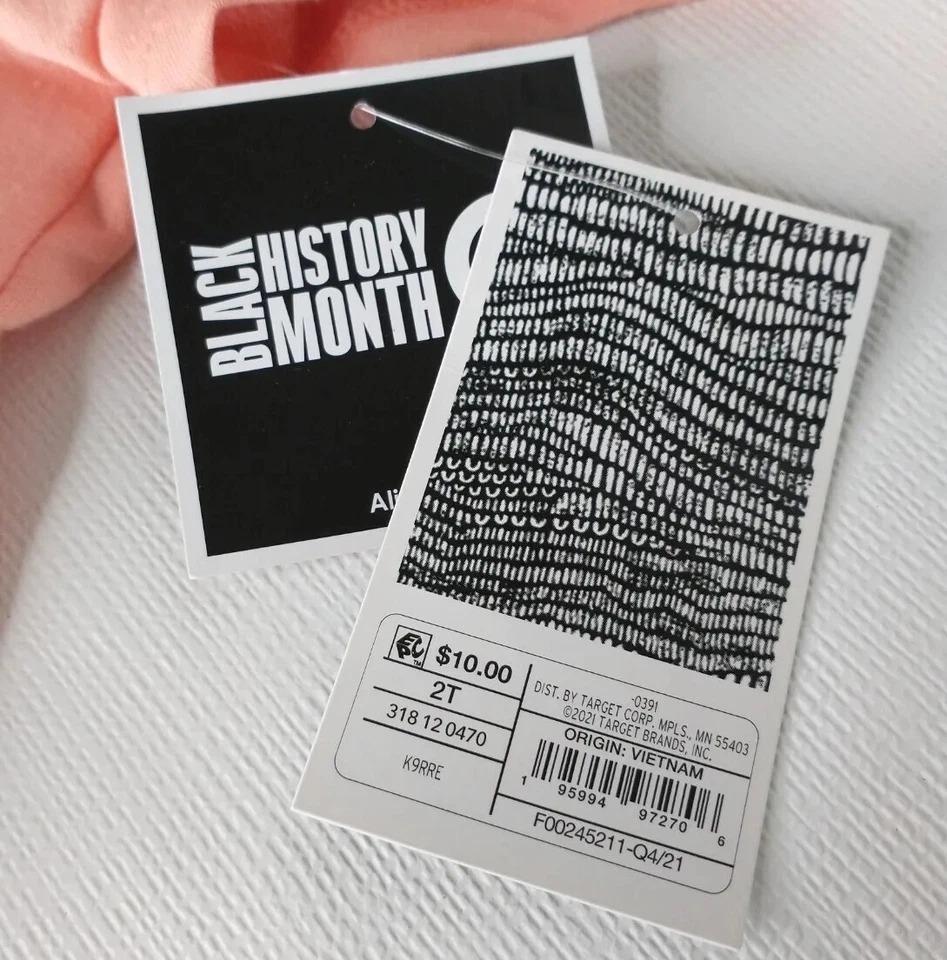 BLACK
HISTORY
MONTH
Ali
$10.00
2T
318 12 0470
K9RRE
-0391
DIST. BY TARGET CORP. MPLS., MN 55403
©2021 TARGET BRANDS, INC.
ORIGIN: VIETNAM
1 95994 97270 6
F00245211-Q4/21